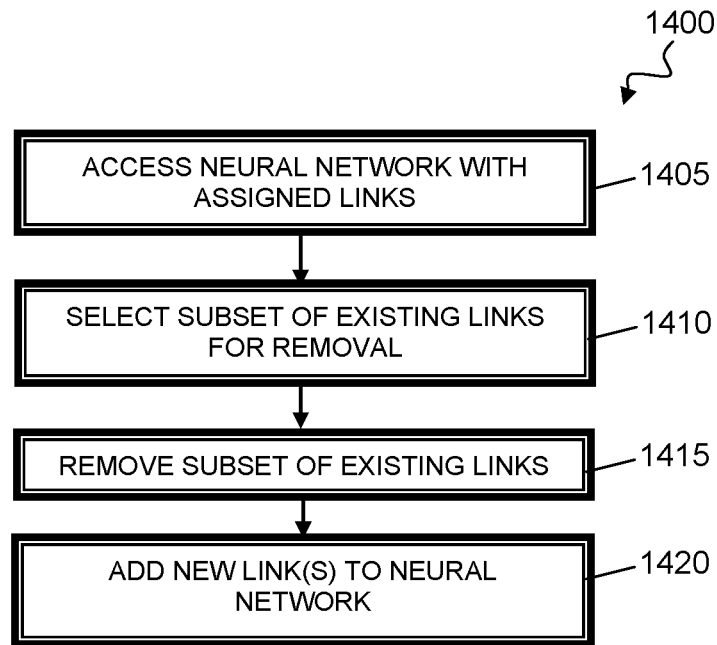 1400
ACCESS NEURAL NETWORK WITH
ASSIGNED LINKS
1405
SELECT SUBSET OF EXISTING LINKS
FOR REMOVAL
1410
REMOVE SUBSET OF EXISTING LINKS
1415
ADD NEW LINK(S) TO NEURAL
NETWORK
1420